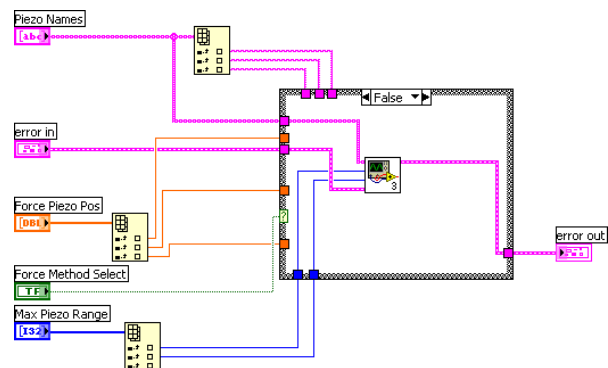 Piezo Names
[abc
False
error in
Force Piezo Pos
[DBL
3
error out
Force Method Select
TF
?
Max Piezo Range
[I32